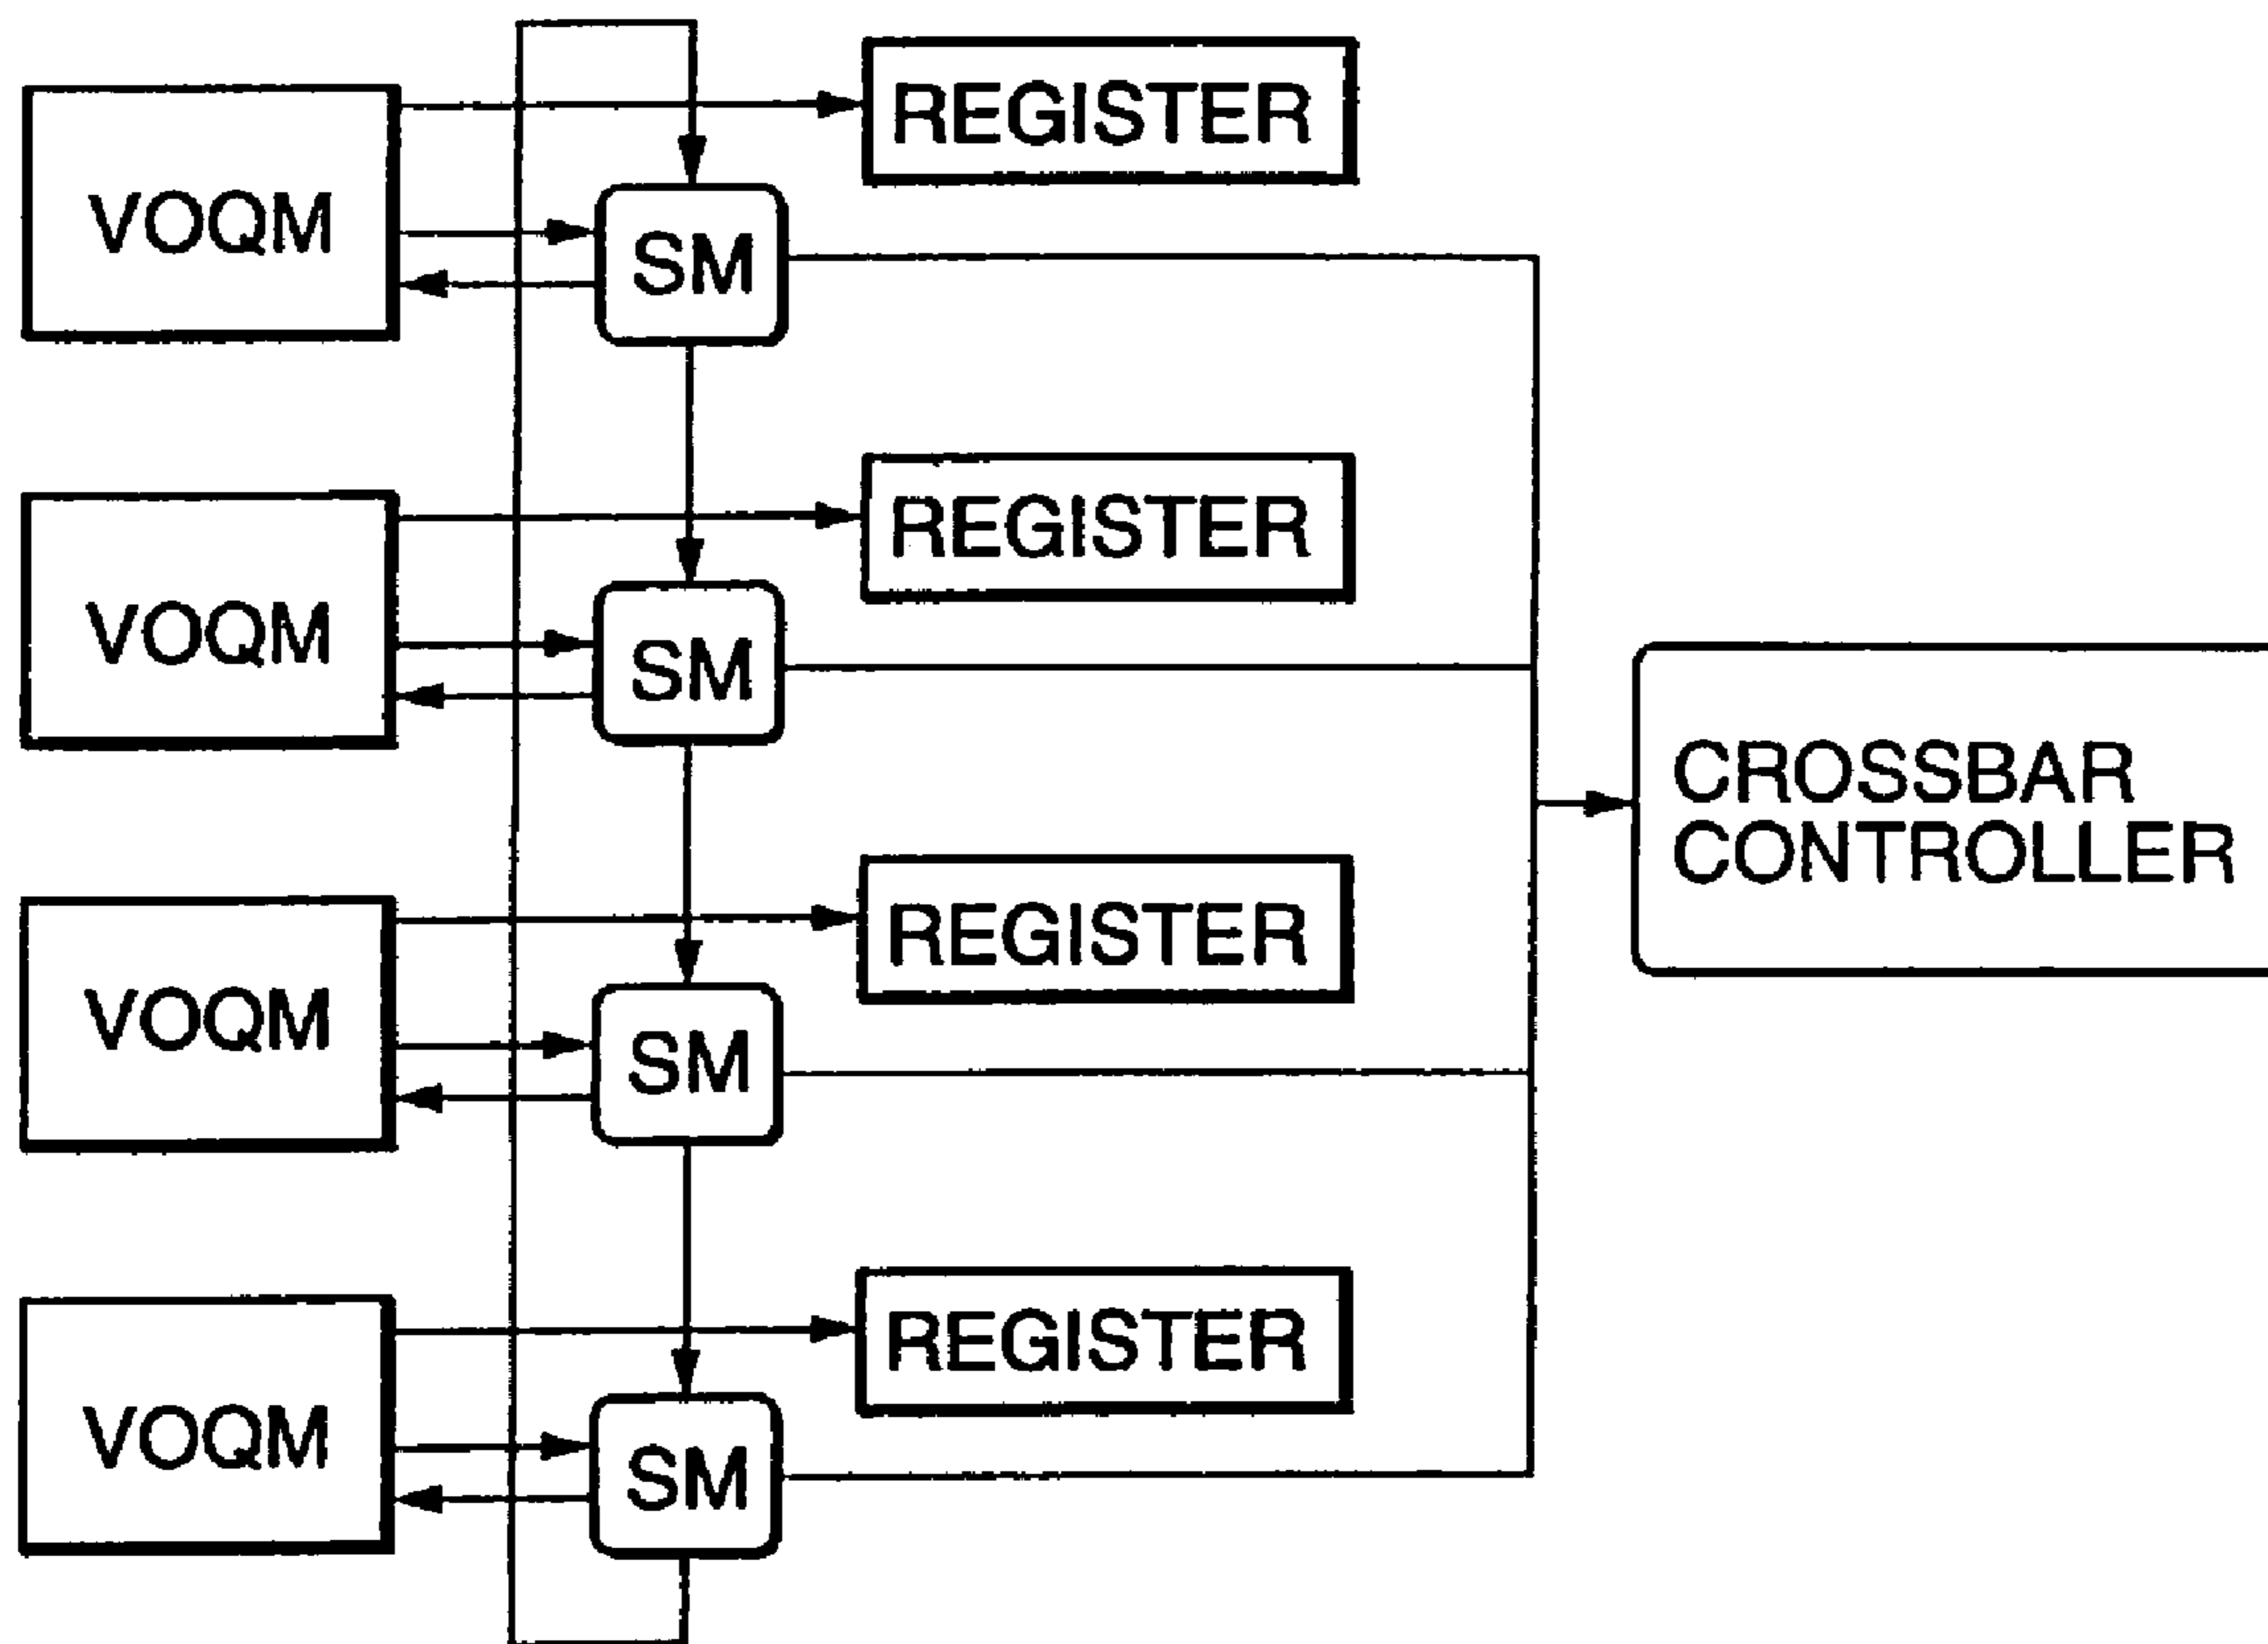 REGISTER
VOQM
SM
REGISTER
VOQM
SM
CROSSBAR
CONTROLLER
REGISTER
VOQM
SM
REGISTER
VOQM
SM